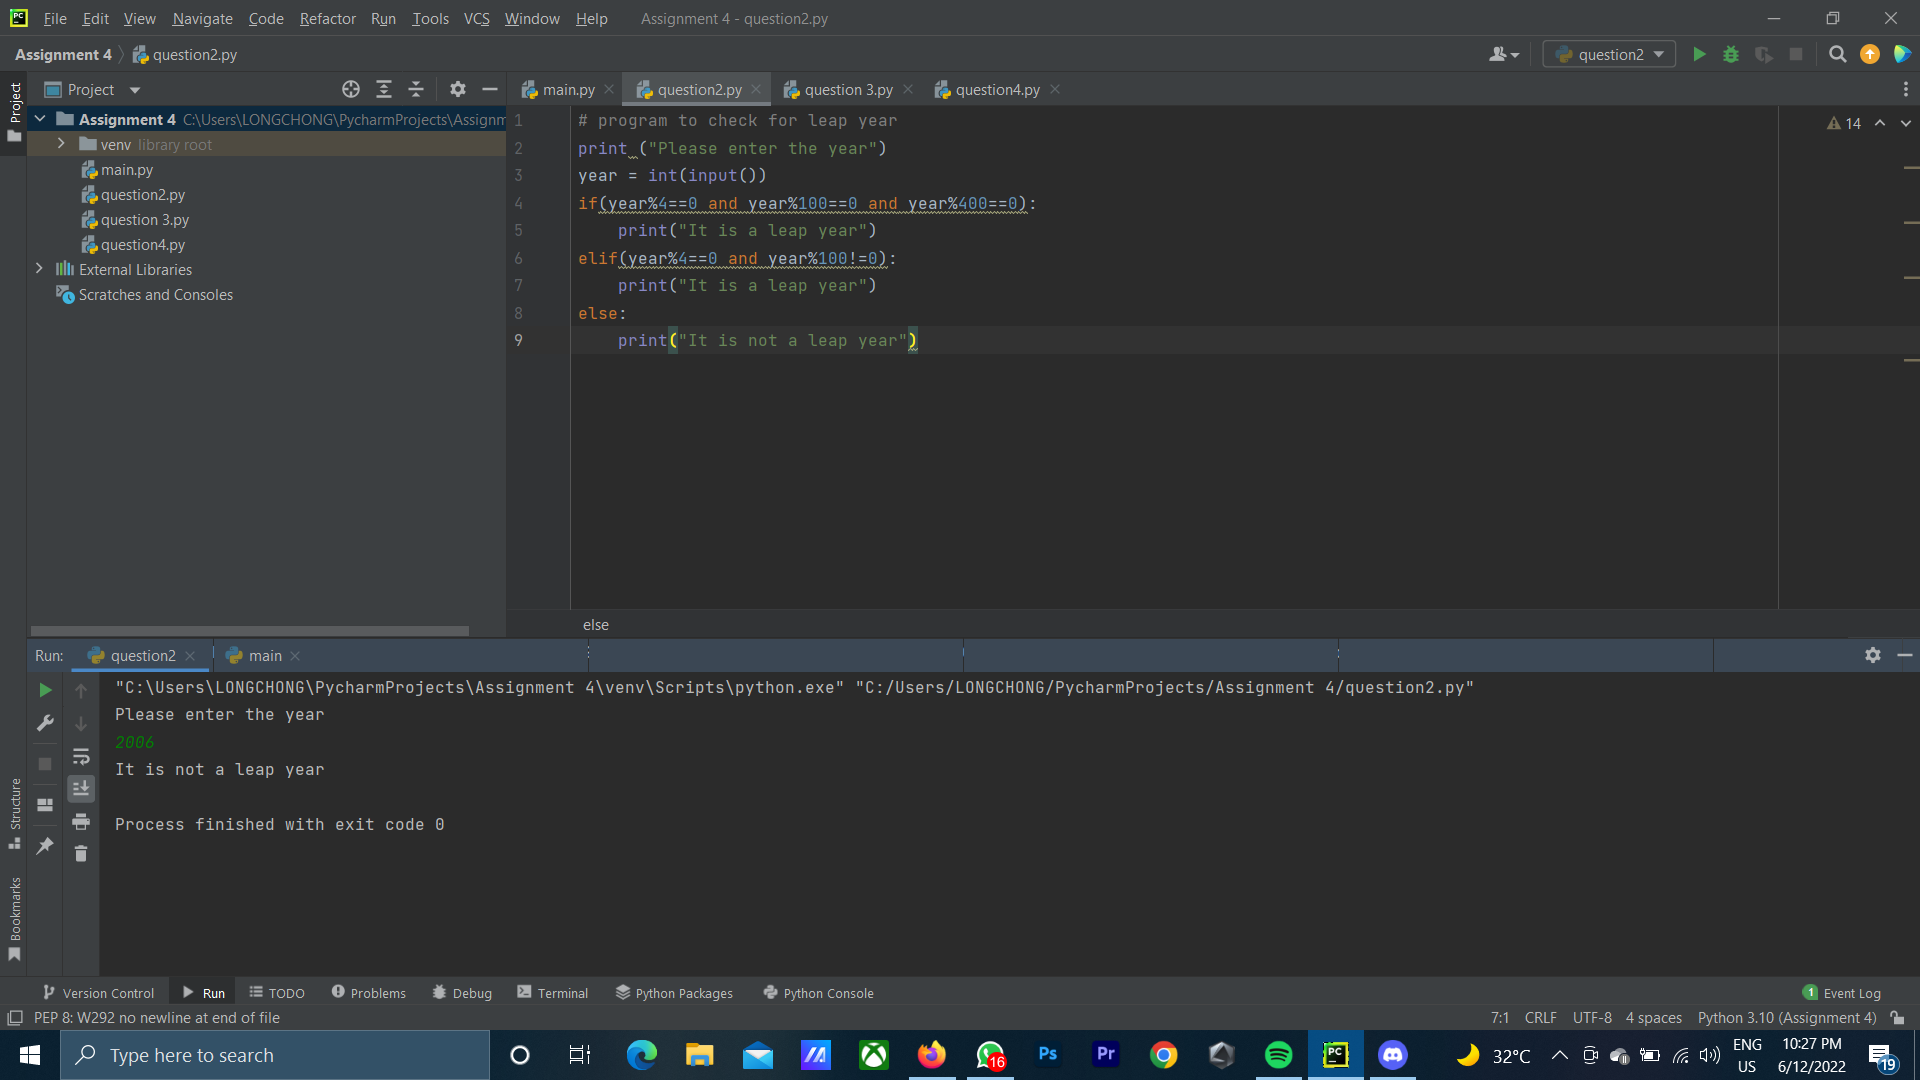 File Edit View Navigate Code Refactor Run Tools VCS Window Help Assignment 4 - question2.py
Assignment 4 question2.py question2
Project Project main.py question2.py question 3.py question4.py
Assignment 4 C:\Users\LONGCHONG\PycharmProjects\Assignm
venv library root
main.py
question2.py
question 3.py
question4.py
External Libraries
Scratches and Consoles
14
1 # program to check for leap year
2 print ("Please enter the year")
3 year = int(input())
4 if(year%4==0 and year%100==0 and year%400==0):
5 print("It is a leap year")
6 elif(year%4==0 and year%100!=0):
7 print("It is a leap year")
8 else:
9 print("It is not a leap year")
else
Run: question2 main
"C:\Users\LONGCHONG\PycharmProjects\Assignment 4\venv\Scripts\python.exe" "C:/Users/LONGCHONG/PycharmProjects/Assignment 4/question2.py"
Please enter the year
2006
It is not a leap year
Process finished with exit code 0
Structure
Bookmarks
Version Control Run TODO Problems Debug Terminal Python Packages Python Console 1 Event Log
PEP 8: W292 no newline at end of file 7:1 CRLF UTF-8 4 spaces Python 3.10 (Assignment 4)
Type here to search 16 Ps Pr PC 32°C ENG US 10:27 PM 6/12/2022 19